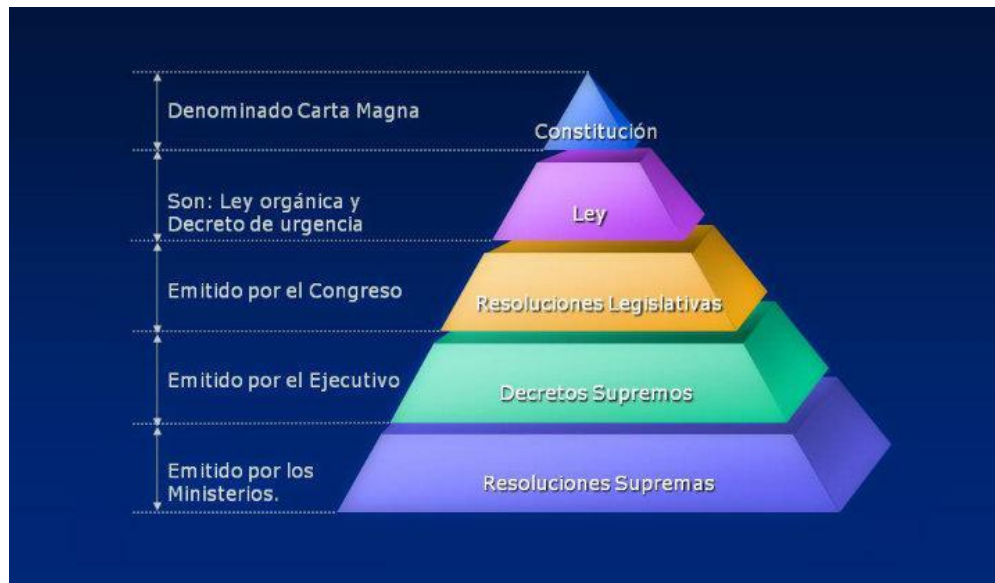 Denominado Carta Magna
Constitución
Son: Ley orgánica y
Decreto de urgencia
Ley
Emitido por el Congreso
Resoluciones Legislativas
Emitido por el Ejecutivo
Decretos Supremos
Emitido por los
Ministerios.
Resoluciones Supremas